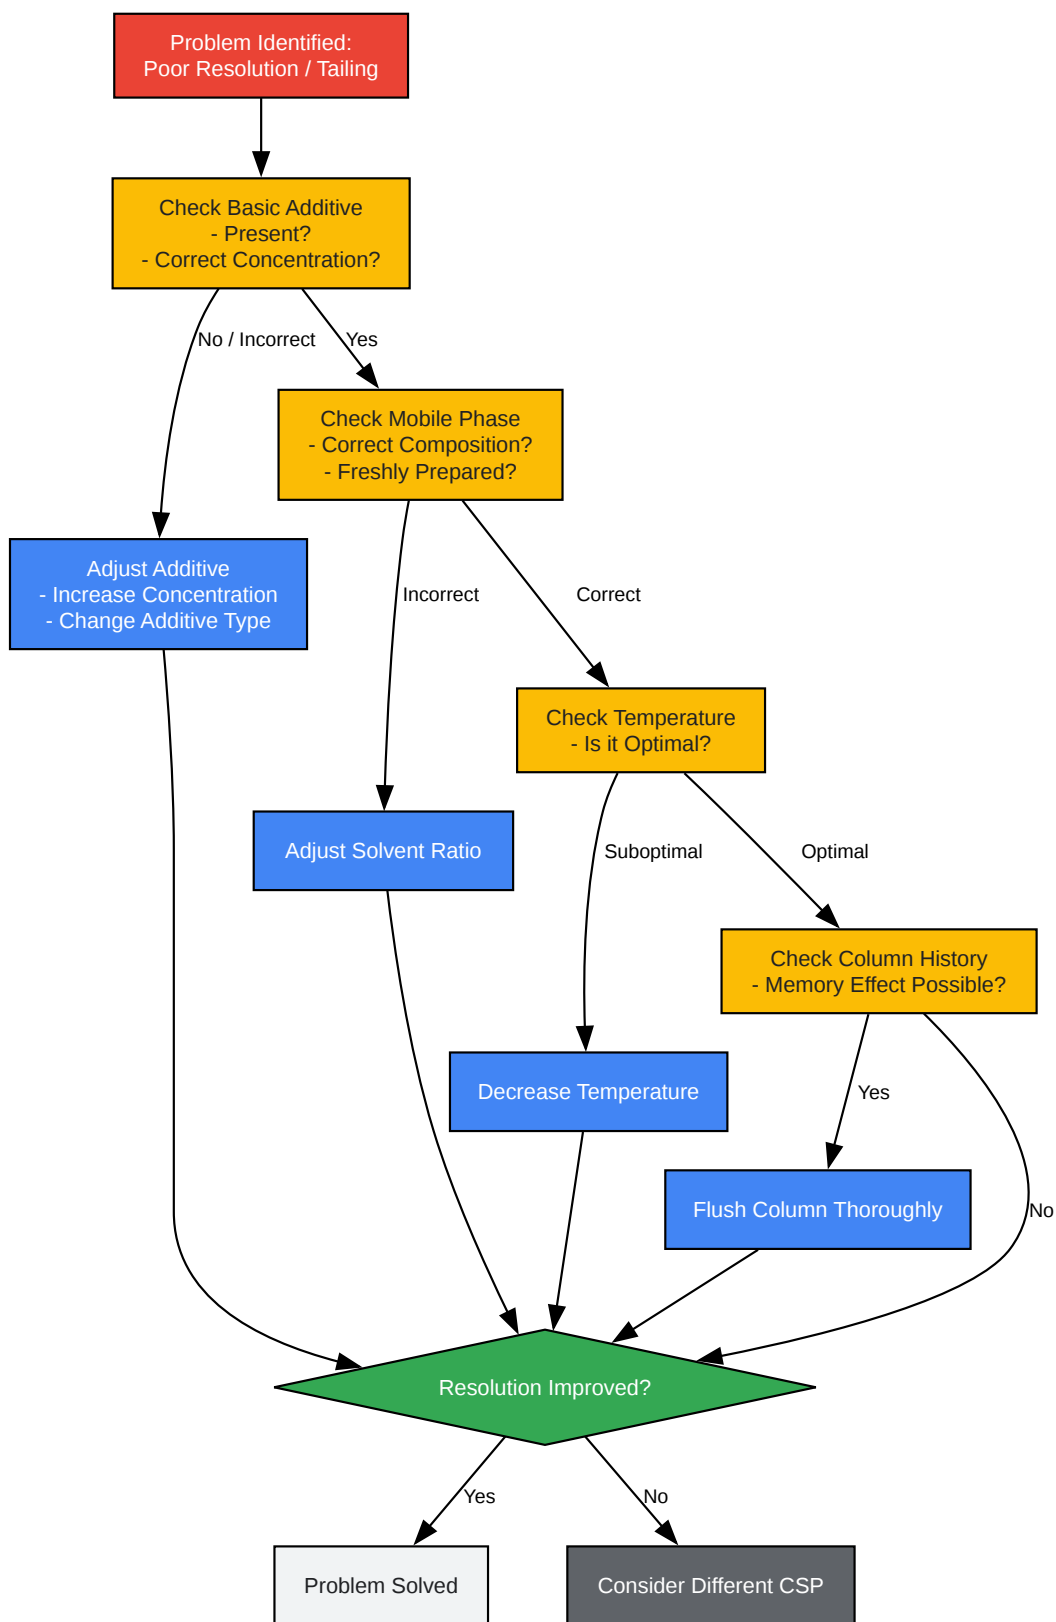 Problem Identified:
Poor Resolution / Tailing
Check Basic Additive
- Present?
- Correct Concentration?
No / Incorrect
Yes
Check Mobile Phase
- Correct Composition?
- Freshly Prepared?
Adjust Additive
- Increase Concentration
- Change Additive Type
Incorrect
Correct
Check Temperature
- Is it Optimal?
Adjust Solvent Ratio
Suboptimal
Optimal
Check Column History
- Memory Effect Possible?
Decrease Temperature
Yes
Flush Column Thoroughly
No
Resolution Improved?
Yes
No
Problem Solved
Consider Different CSP